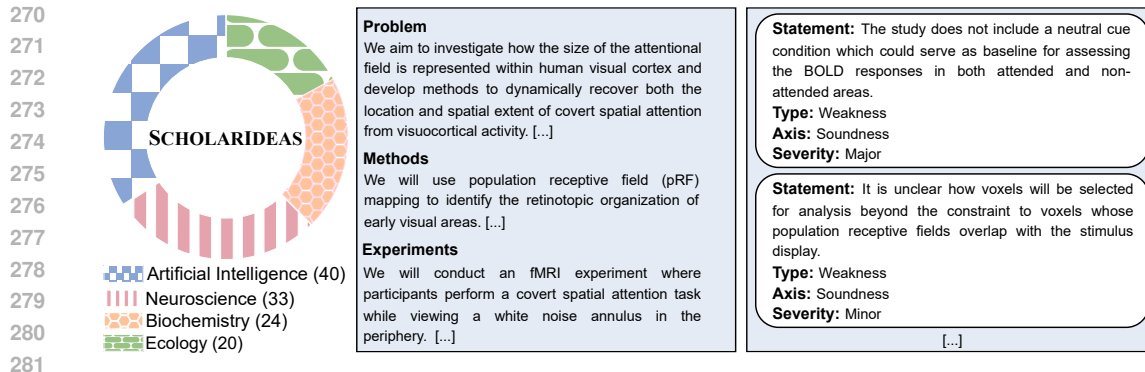 270
271
272
273
274
275
276
277
278
279
280
281
SCHOLARIDEAS
Artificial Intelligence (40)
Neuroscience (33)
Biochemistry (24)
Ecology (20)
Problem
We aim to investigate how the size of the attentional
field is represented within human visual cortex and
develop methods to dynamically recover both the
location and spatial extent of covert spatial attention
from visuocortical activity. [...]
Methods
We will use population receptive field (pRF)
mapping to identify the retinotopic organization of
early visual areas. [...]
Experiments
We will conduct an fMRI experiment where
participants perform a covert spatial attention task
while viewing a white noise annulus in the
periphery. [...]
Statement: The study does not include a neutral cue
condition which could serve as baseline for assessing
the BOLD responses in both attended and non-
attended areas.
Type: Weakness
Axis: Soundness
Severity: Major
Statement: It is unclear how voxels will be selected
for analysis beyond the constraint to voxels whose
population receptive fields overlap with the stimulus
display.
Type: Weakness
Axis: Soundness
Severity: Minor
[...]